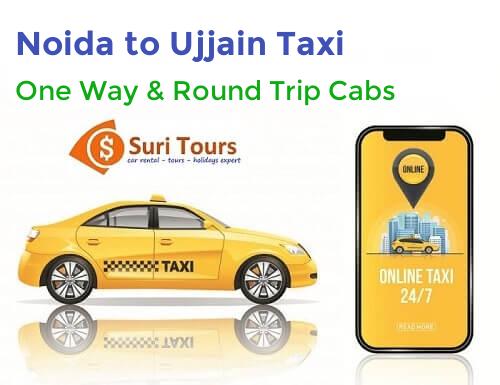 Noida to Ujjain Taxi
One Way & Round Trip Cabs
$ Suri Tours
car rental - tours - holidays expert
TAXI
ONLINE
ONLINE TAXI
24/7
READ MORE